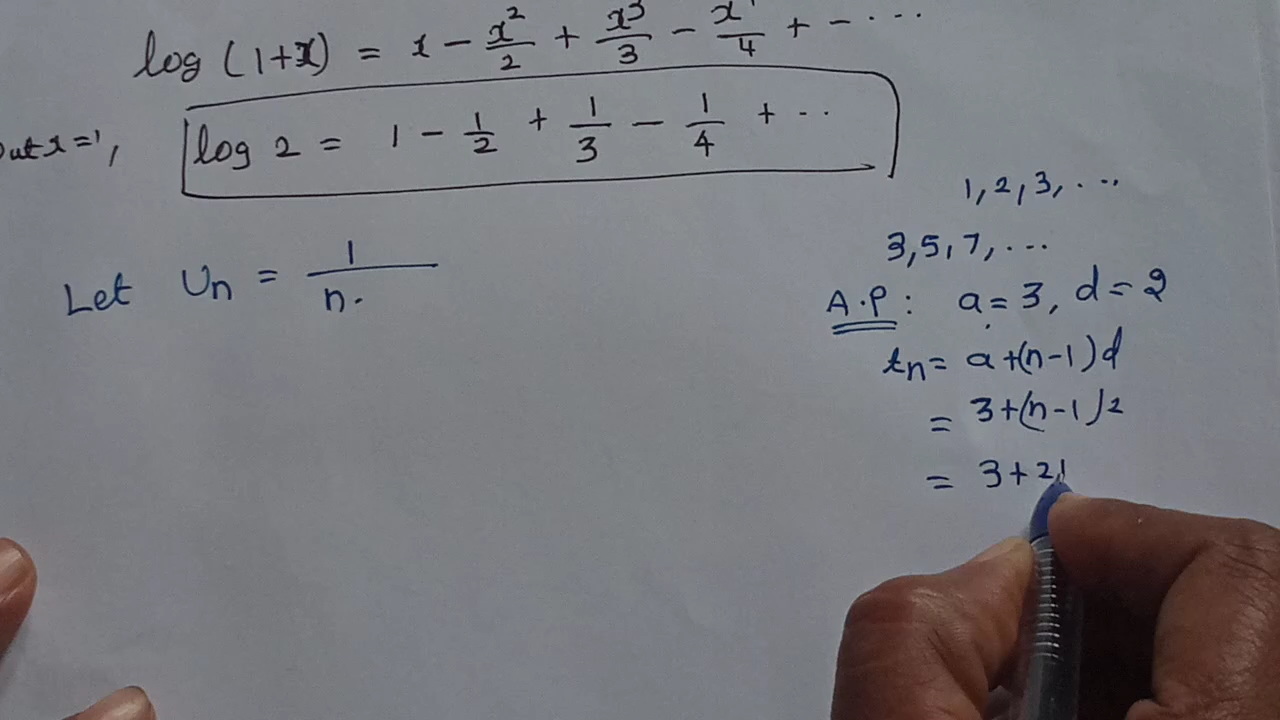 log (1+x) = x - x²/2 + x³/3 - x⁴/4 + - ...
Put x=1, log 2 = 1 - 1/2 + 1/3 - 1/4 + ..
1, 2, 3, ...
3, 5, 7, ...
Let Un = 1/n.
A.P: a = 3, d = 2
tn = a+(n-1)d
= 3+(n-1)2
= 3+2